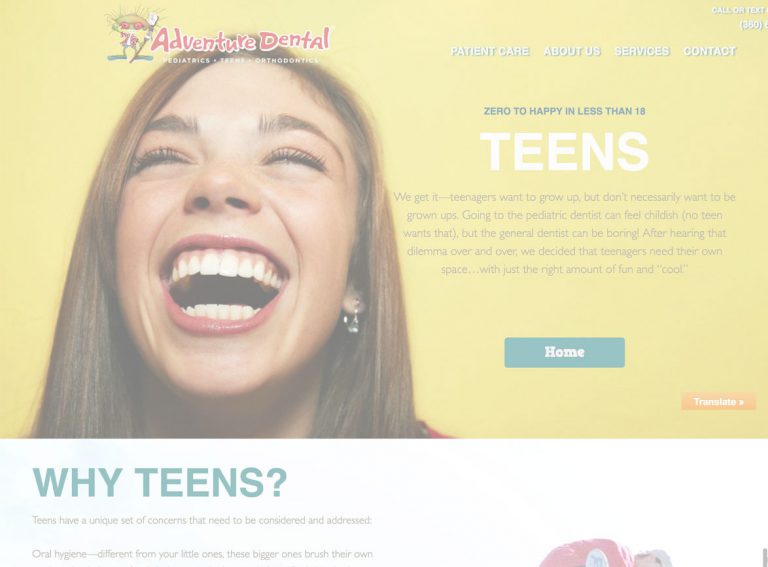 CALL OR TEXT
(360)
Adventure Dental
PEDIATRICS • TEENS • ORTHODONTICS
PATIENT CARE ABOUT US SERVICES CONTACT
ZERO TO HAPPY IN LESS THAN 18
TEENS
We get it—teenagers want to grow up, but don't necessarily want to be
grown ups. Going to the pediatric dentist can feel childish (no teen
wants that), but the general dentist can be boring! After hearing that
dilemma over and over, we decided that teenagers need their own
space…with just the right amount of fun and “cool.”
Home
Translate »
WHY TEENS?
Teens have a unique set of concerns that need to be considered and addressed:
Oral hygiene—different from your little ones, these bigger ones brush their own